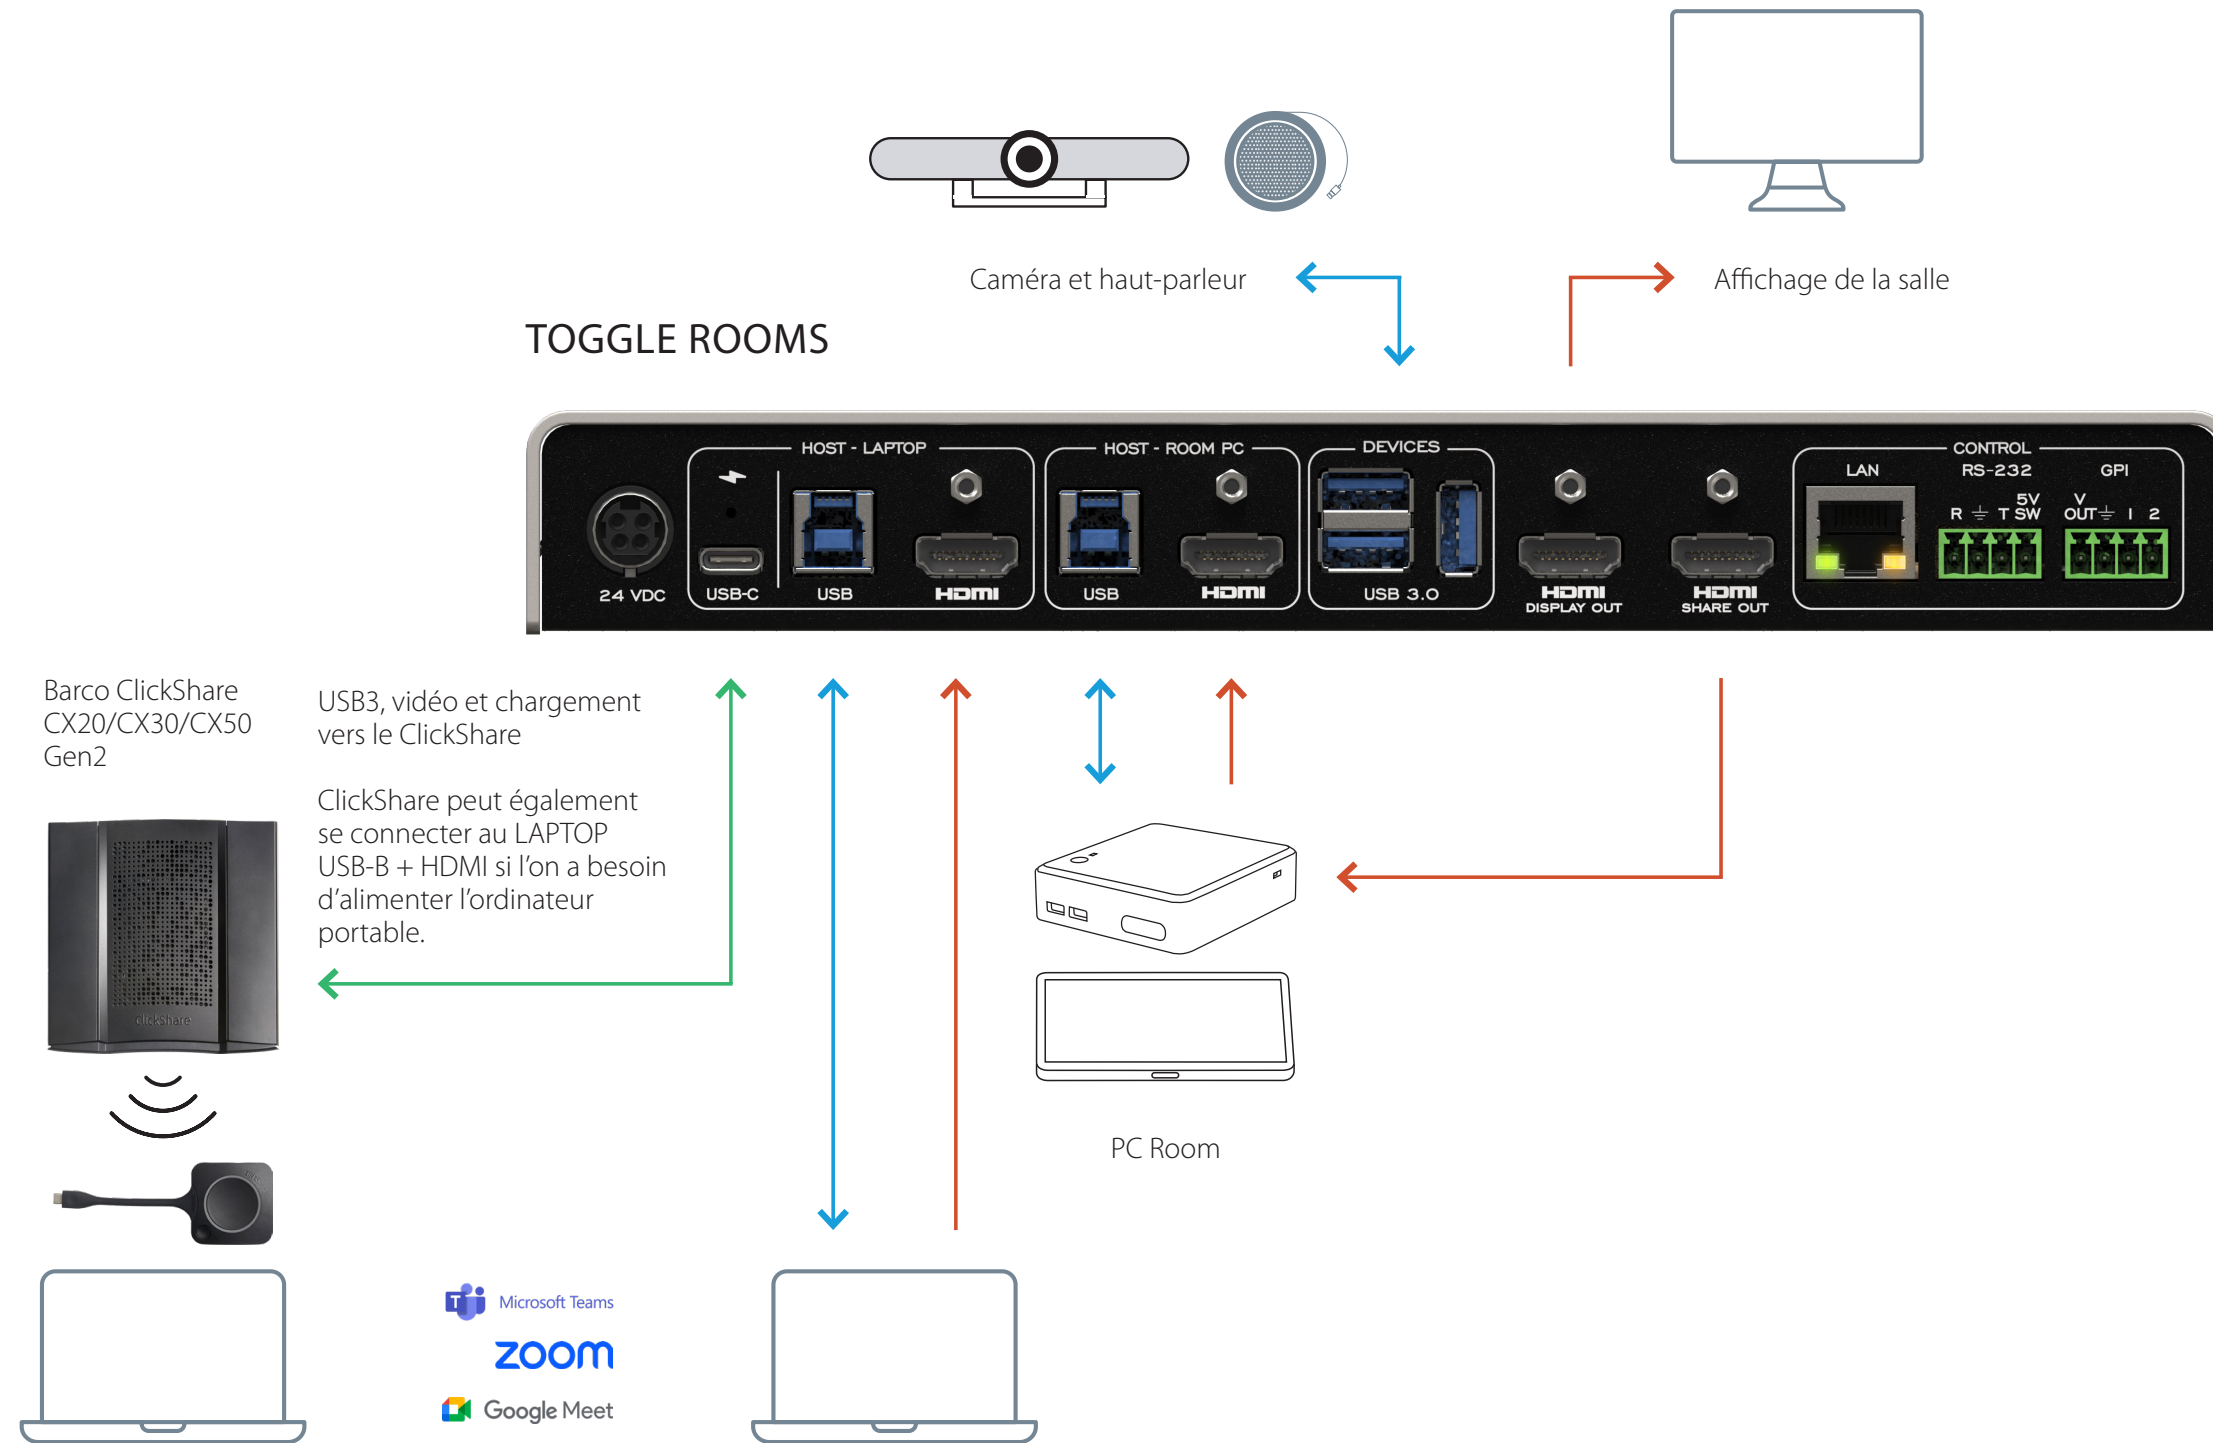 Caméra et haut-parleur
Affichage de la salle
TOGGLE ROOMS
HOST - LAPTOP
HOST - ROOM PC
DEVICES
CONTROL
LAN
RS-232
GPI
5V
V
R T SW
OUT 1 2
24 VDC
USB-C
USB
HDMI
USB
HDMI
USB 3.0
HDMI
DISPLAY OUT
HDMI
SHARE OUT
Barco ClickShare
CX20/CX30/CX50
Gen2
USB3, vidéo et chargement
vers le ClickShare
ClickShare peut également
se connecter au LAPTOP
USB-B + HDMI si l’on a besoin
d’alimenter l’ordinateur
portable.
ClickShare
PC Room
T
Microsoft Teams
zoom
Google Meet